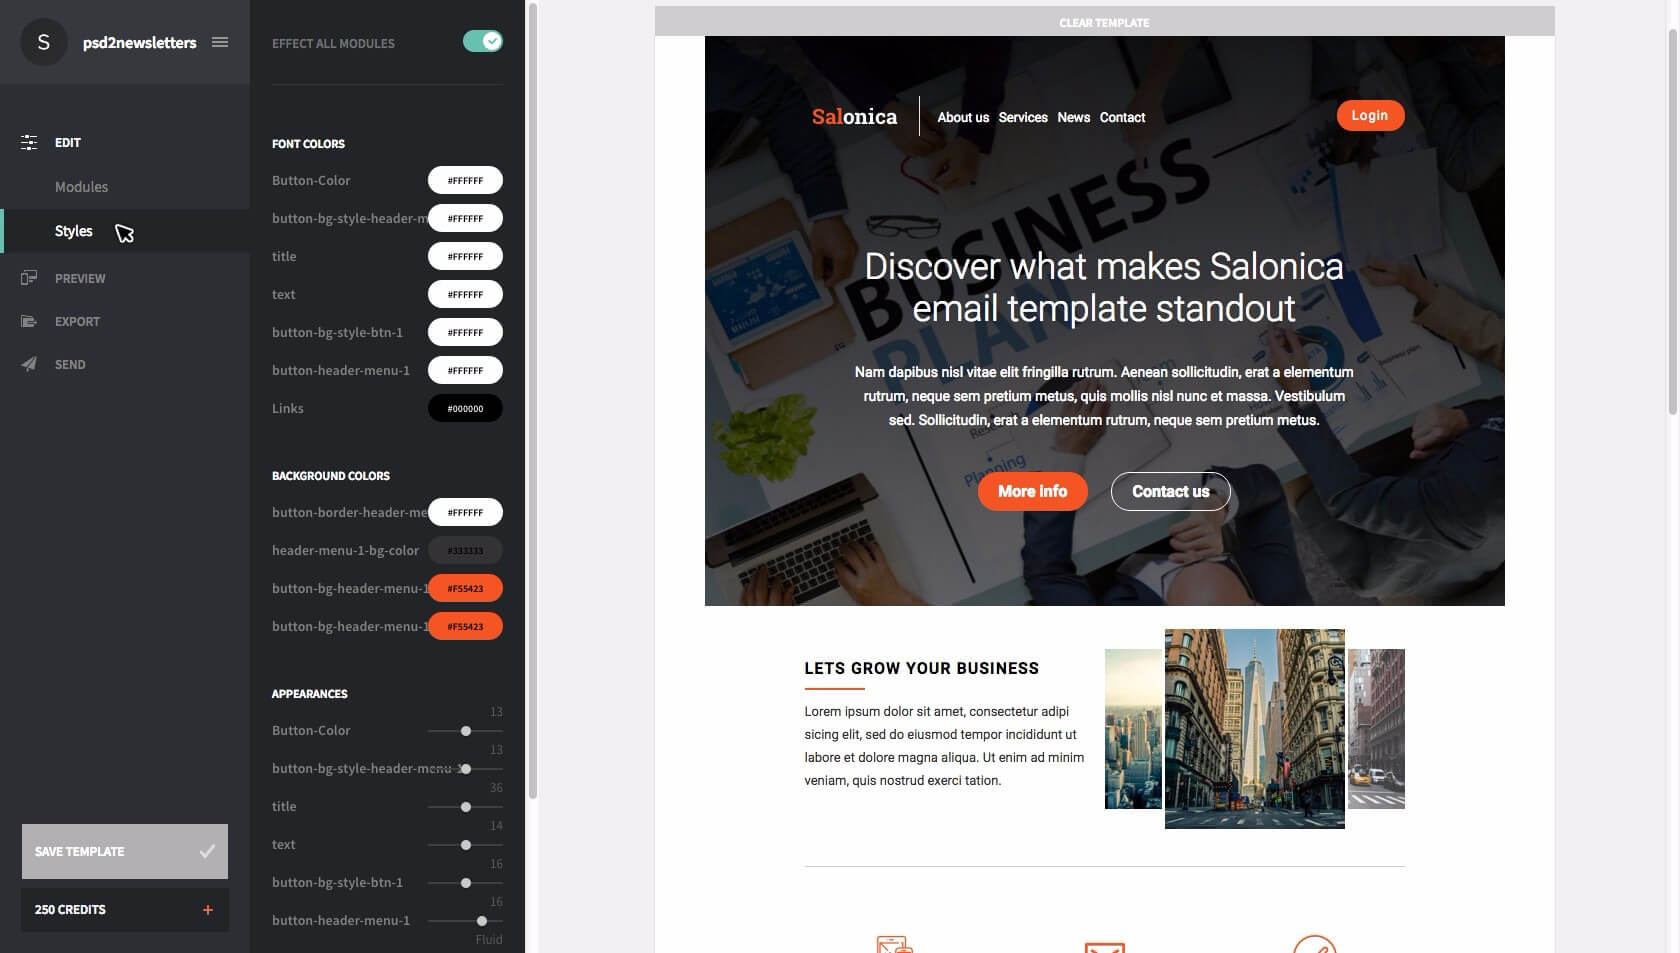 S
psd2newsletters
EDIT
Modules
Styles
PREVIEW
EXPORT
SEND
SAVE TEMPLATE
250 CREDITS
+
EFFECT ALL MODULES
FONT COLORS
Button-Color #FFFFFF
button-bg-style-header-m #FFFFFF
title #FFFFFF
text #FFFFFF
button-bg-style-btn-1 #FFFFFF
button-header-menu-1 #FFFFFF
Links #000000
BACKGROUND COLORS
button-border-header-me #FFFFFF
header-menu-1-bg-color #333333
button-bg-header-menu-1 #F55423
button-bg-header-menu-1 #F55423
APPEARANCES
13
Button-Color
13
button-bg-style-header-menu-1
36
title
14
text
16
button-bg-style-btn-1
16
button-header-menu-1
Fluid
CLEAR TEMPLATE
Salonica
About us Services News Contact
Login
BUSINESS
PLAN
Discover what makes Salonica
email template standout
Nam dapibus nisl vitae elit fringilla rutrum. Aenean sollicitudin, erat a elementum
rutrum, neque sem pretium metus, quis mollis nisl nunc et massa. Vestibulum
sed. Sollicitudin, erat a elementum rutrum, neque sem pretium metus.
Planning
More info
Contact us
LETS GROW YOUR BUSINESS
Lorem ipsum dolor sit amet, consectetur adipi
sicing elit, sed do eiusmod tempor incididunt ut
labore et dolore magna aliqua. Ut enim ad minim
veniam, quis nostrud exerci tation.